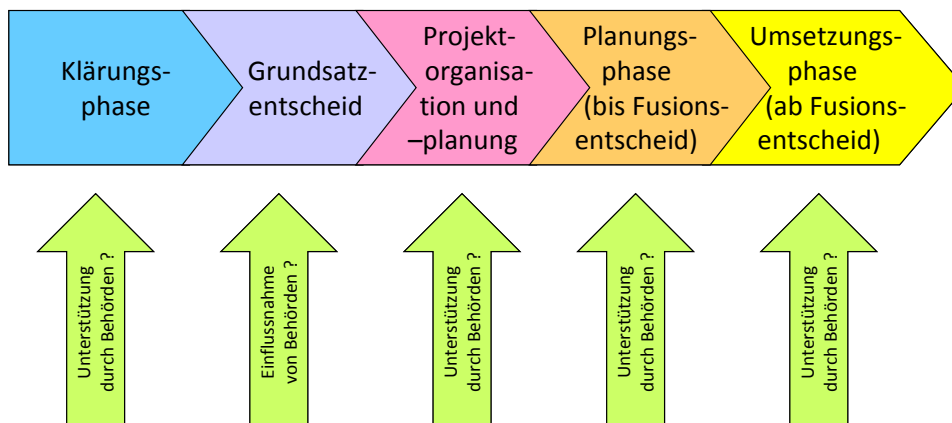 Klärungs-
phase
Grundsatz-
entscheid
Projekt-
organisa-
tion und
–planung
Planungs-
phase
(bis Fusions-
entscheid)
Umsetzungs-
phase
(ab Fusions-
entscheid)
Unterstützung
durch Behörden ?
Einflussnahme
von Behörden ?
Unterstützung
durch Behörden ?
Unterstützung
durch Behörden ?
Unterstützung
durch Behörden ?